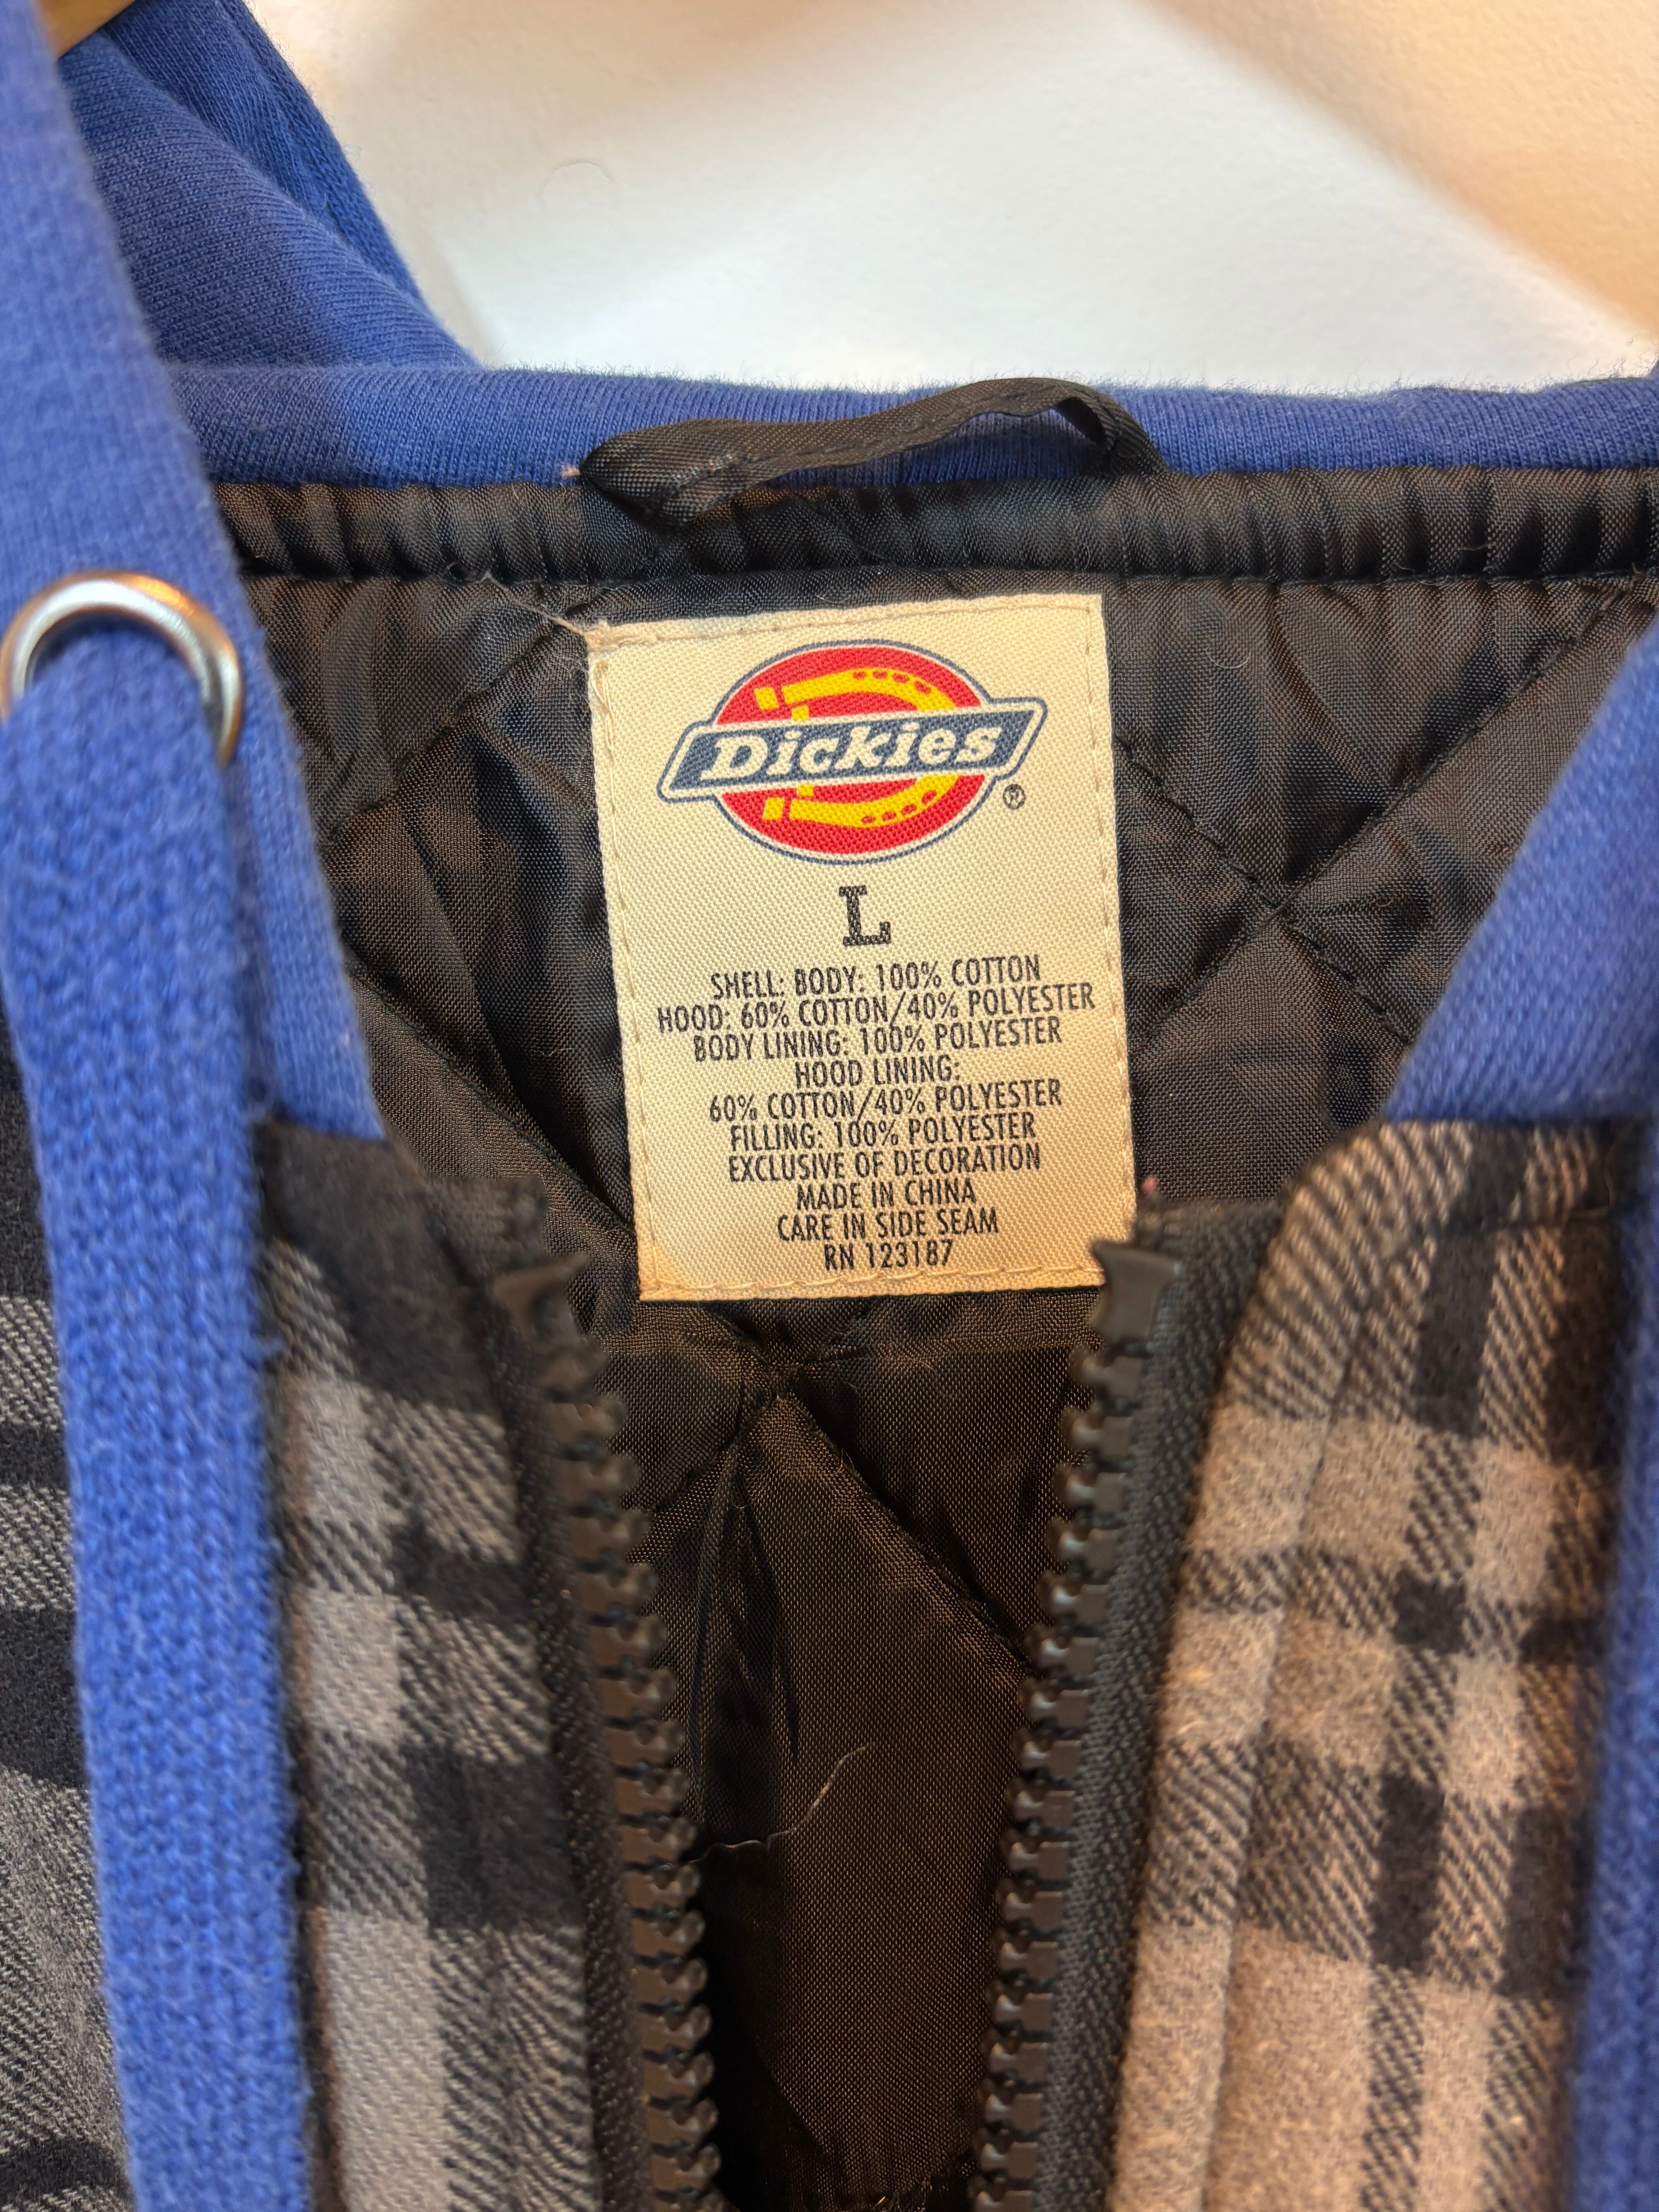 Dickies
®
L
SHELL: BODY: 100% COTTON
HOOD: 60% COTTON/40% POLYESTER
BODY LINING: 100% POLYESTER
HOOD LINING:
60% COTTON/40% POLYESTER
FILLING: 100% POLYESTER
EXCLUSIVE OF DECORATION
MADE IN CHINA
CARE IN SIDE SEAM
RN 123187